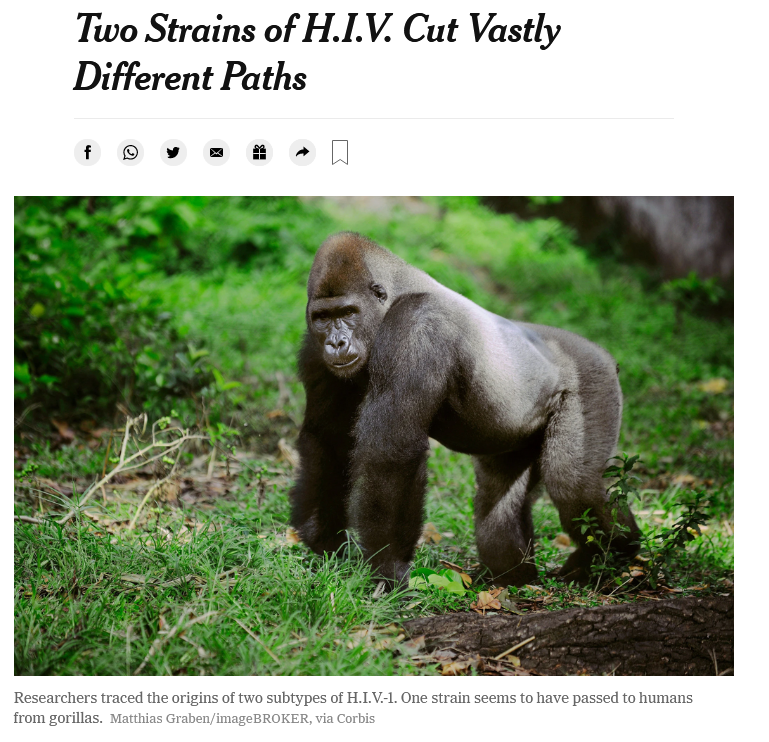 Two Strains of H.I.V. Cut Vastly
Different Paths
Researchers traced the origins of two subtypes of H.I.V.-1. One strain seems to have passed to humans
from gorillas. Matthias Graben/imageBROKER, via Corbis